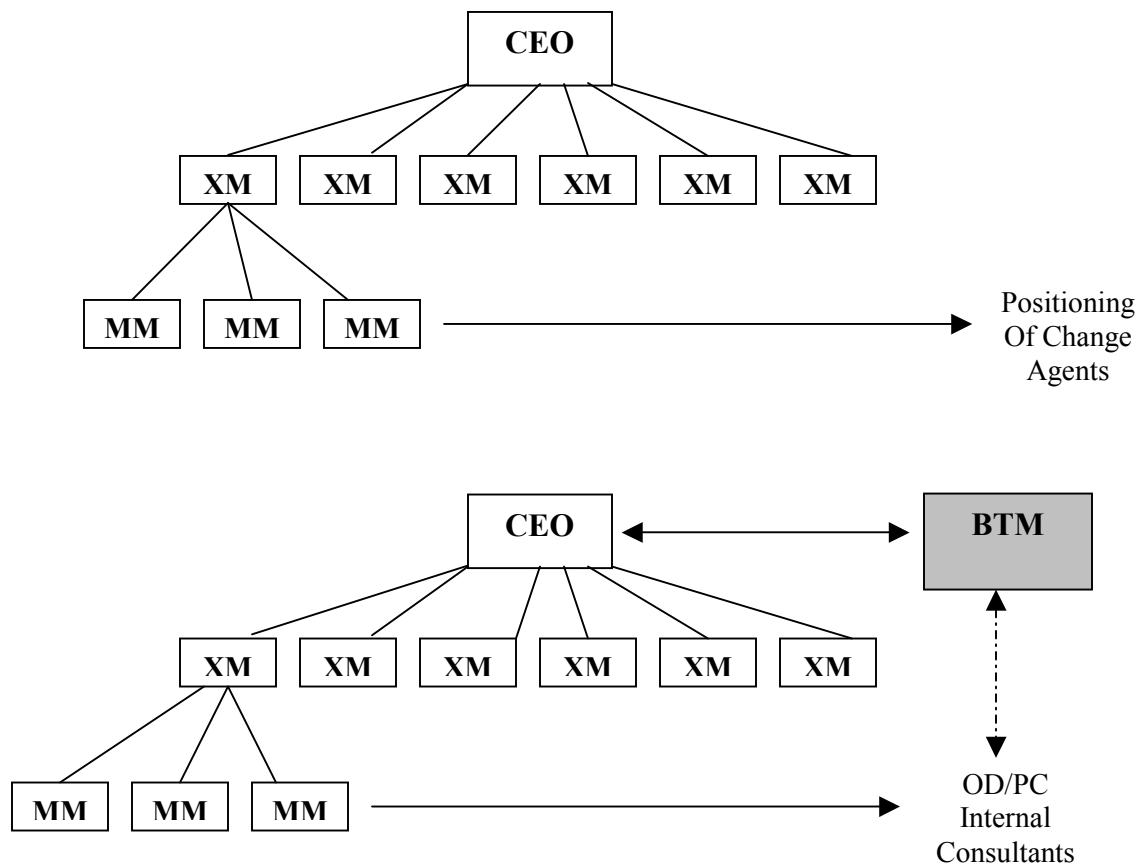 CEO
XM XM XM XM XM XM
MM MM MM
Positioning
Of Change
Agents
CEO
BTM
XM XM XM XM XM XM
MM MM MM
OD/PC
Internal
Consultants